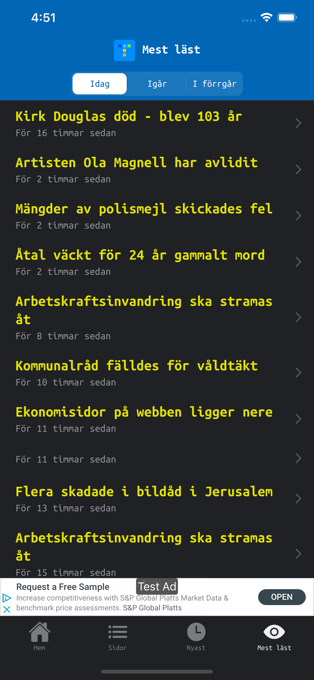 4:51
Mest läst
Idag
Igår
I förrgår
Kirk Douglas död - blev 103 år
För 16 timmar sedan
Artisten Ola Magnell har avlidit
För 2 timmar sedan
Mängder av polismejl skickades fel
För 2 timmar sedan
Åtal väckt för 24 år gammalt mord
För 2 timmar sedan
Arbetskraftsinvandring ska stramas
åt
För 8 timmar sedan
Kommunalråd fälldes för våldtäkt
För 10 timmar sedan
Ekonomisidor på webben ligger nere
För 11 timmar sedan
För 11 timmar sedan
Flera skadade i bildåd i Jerusalem
För 13 timmar sedan
Arbetskraftsinvandring ska stramas
åt
För 15 timmar sedan
Test Ad
Request a Free Sample
Increase competitiveness with S&P Global Platts Market Data &
benchmark price assessments. S&P Global Platts
OPEN
Hem
Sidor
Nyast
Mest läst